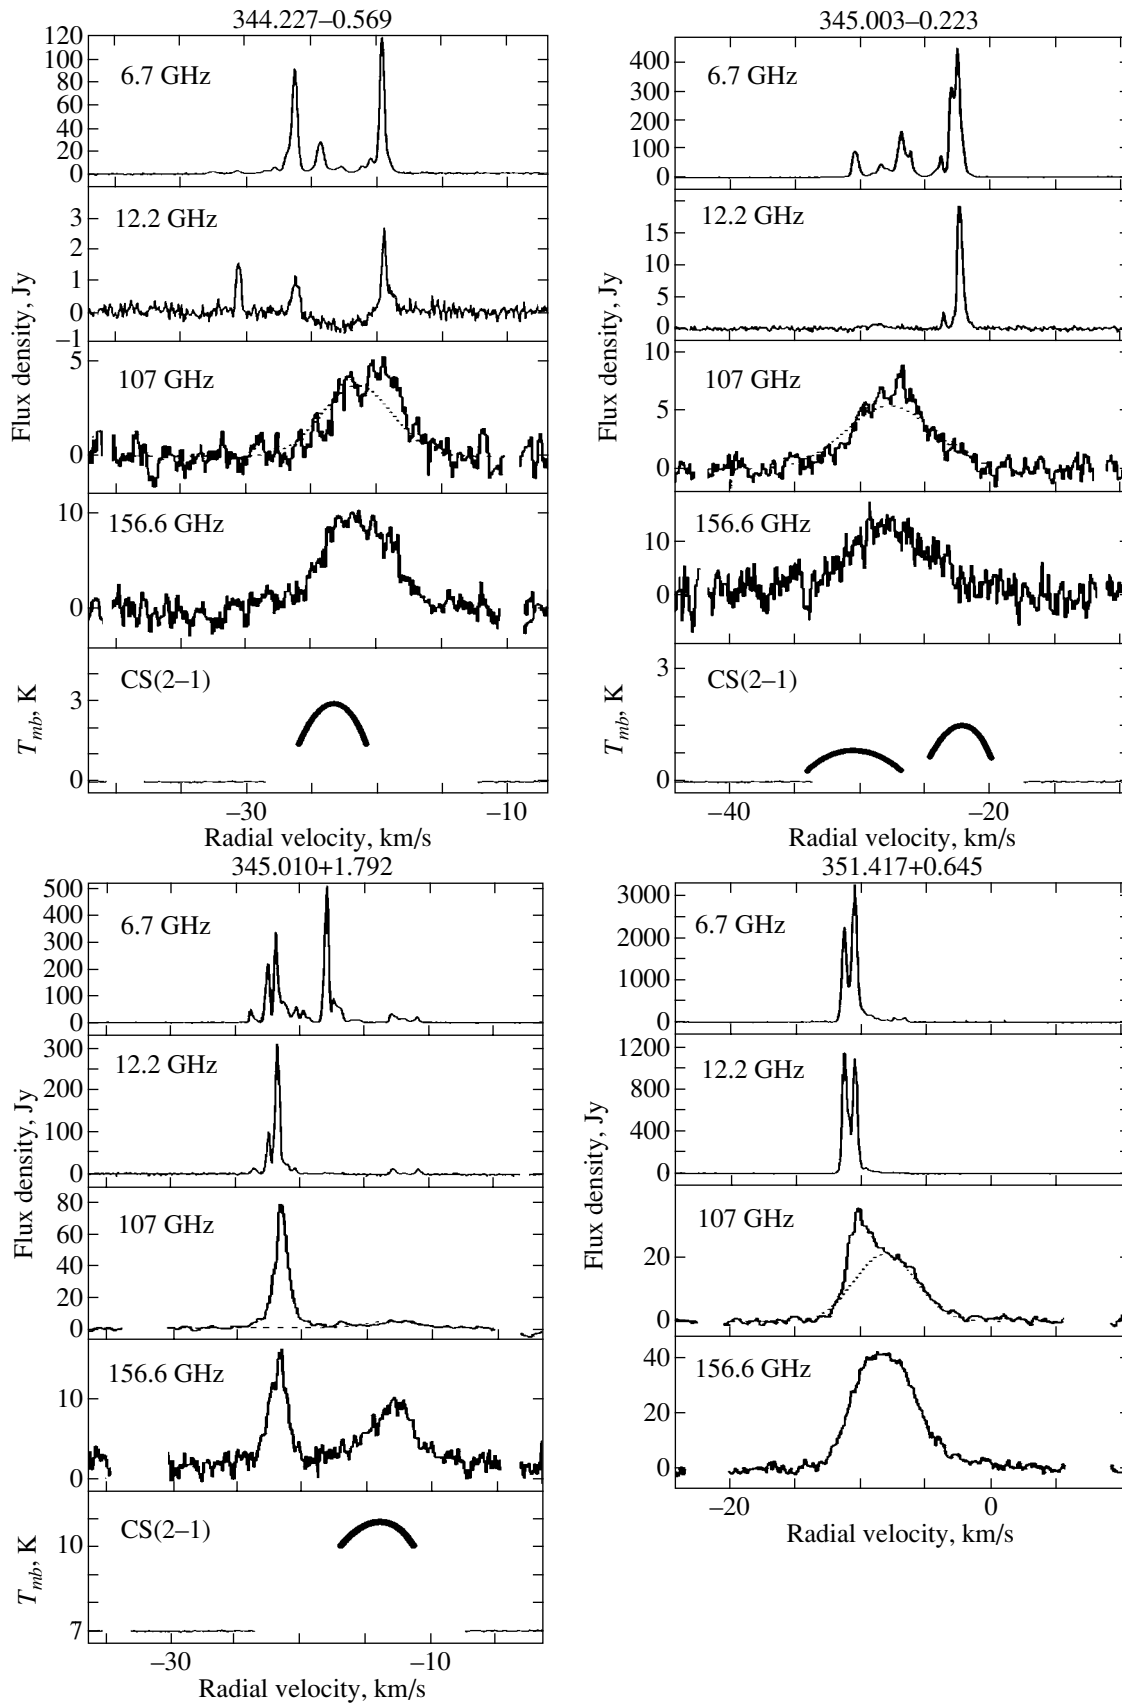 344.227–0.569
120
100
80
60
40
20
0
6.7 GHz
3
2
1
0
–1
12.2 GHz
5
0
107 GHz
10
0
156.6 GHz
3
0
CS(2–1)
Flux density, Jy
T_mb, K
–30
–10
Radial velocity, km/s
345.003–0.223
400
300
200
100
0
6.7 GHz
15
10
5
0
12.2 GHz
10
5
0
107 GHz
10
0
156.6 GHz
3
0
CS(2–1)
Flux density, Jy
T_mb, K
–40
–20
Radial velocity, km/s
345.010+1.792
500
400
300
200
100
0
6.7 GHz
300
200
100
0
12.2 GHz
80
60
40
20
0
107 GHz
10
0
156.6 GHz
10
7
CS(2–1)
Flux density, Jy
T_mb, K
–30
–10
Radial velocity, km/s
351.417+0.645
3000
2000
1000
0
6.7 GHz
1200
800
400
0
12.2 GHz
20
0
107 GHz
40
20
0
156.6 GHz
Flux density, Jy
–20
0
Radial velocity, km/s